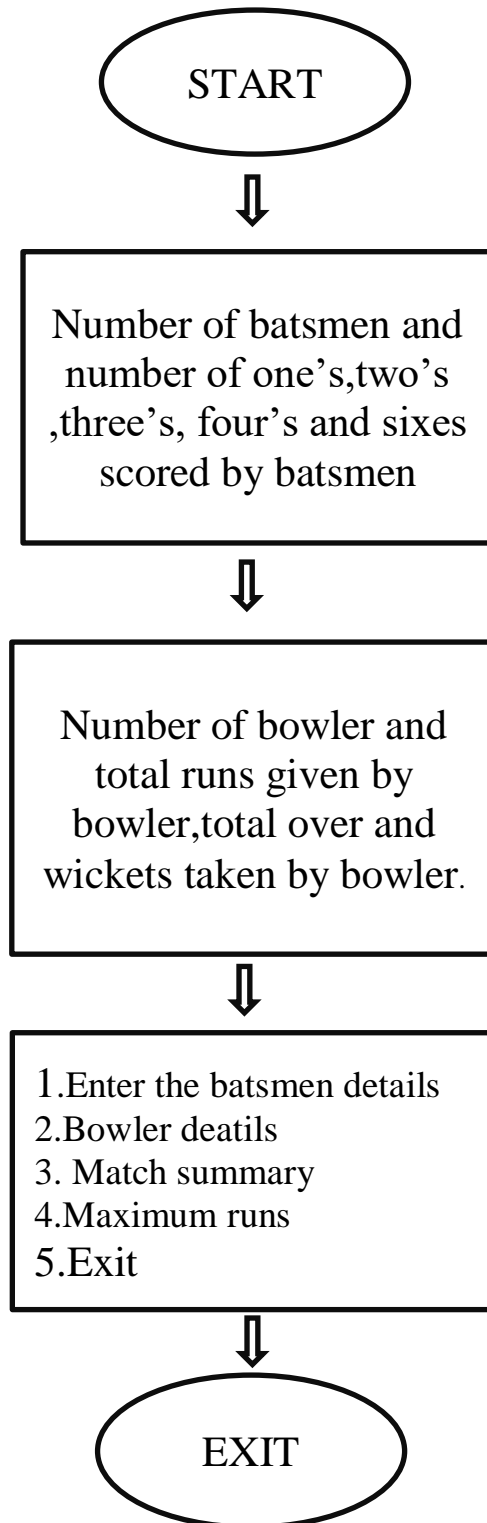 START
Number of batsmen and
number of one’s,two’s
,three’s, four’s and sixes
scored by batsmen
Number of bowler and
total runs given by
bowler,total over and
wickets taken by bowler.
1.Enter the batsmen details
2.Bowler deatils
3. Match summary
4.Maximum runs
5.Exit
EXIT